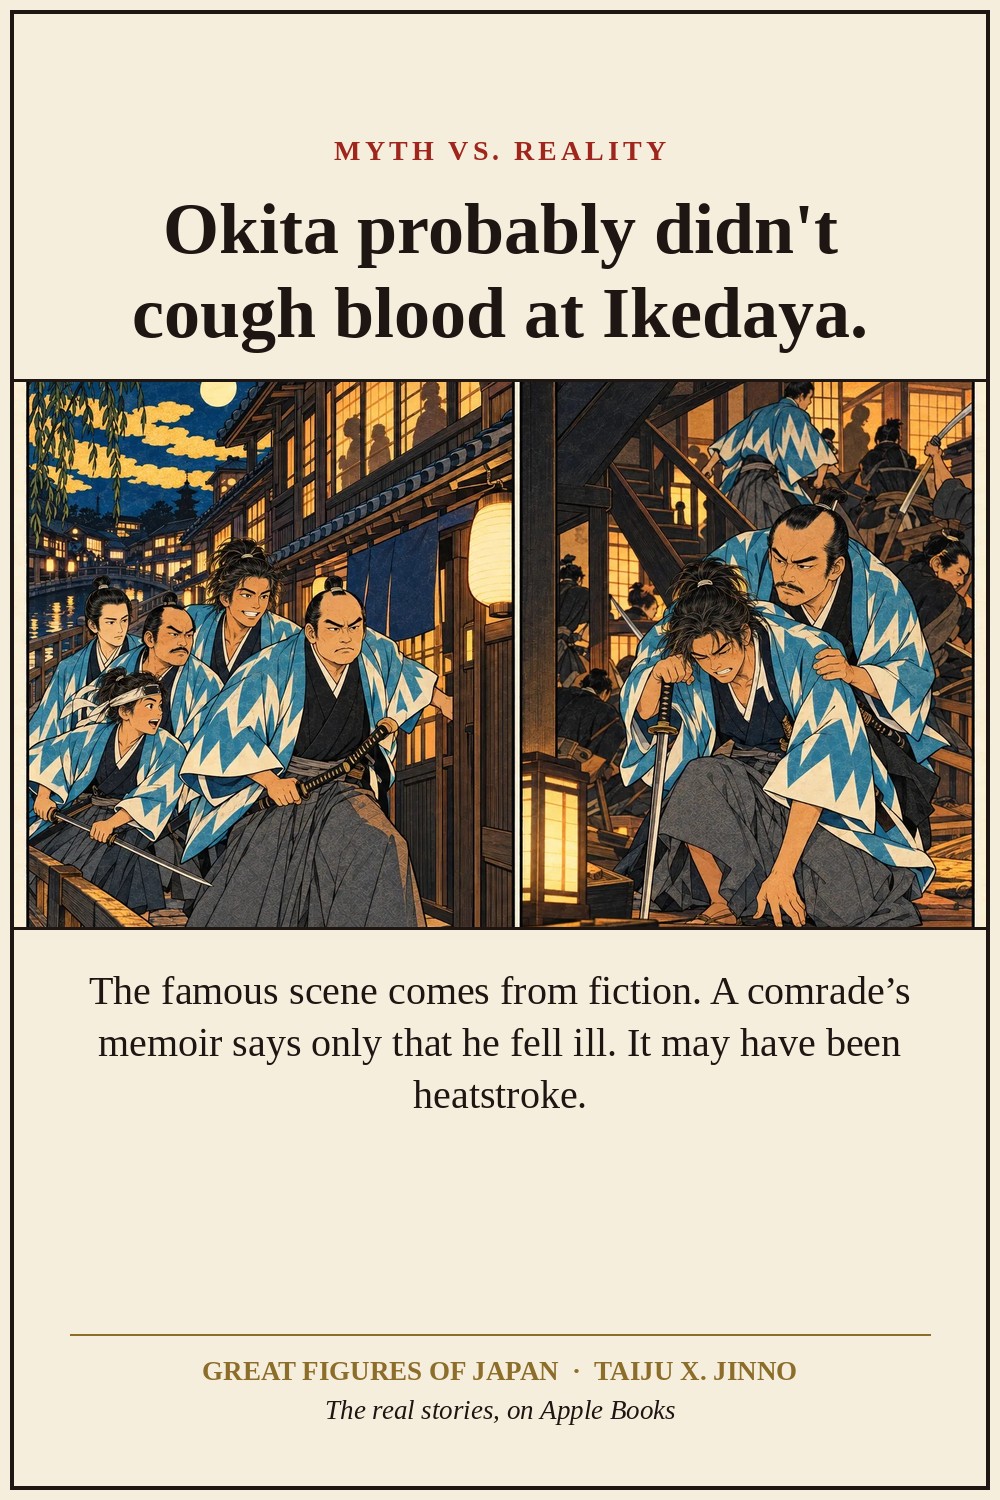 MYTH VS. REALITY
Okita probably didn't
cough blood at Ikedaya.
The famous scene comes from fiction. A comrade’s
memoir says only that he fell ill. It may have been
heatstroke.
GREAT FIGURES OF JAPAN · TAIJU X. JINNO
The real stories, on Apple Books